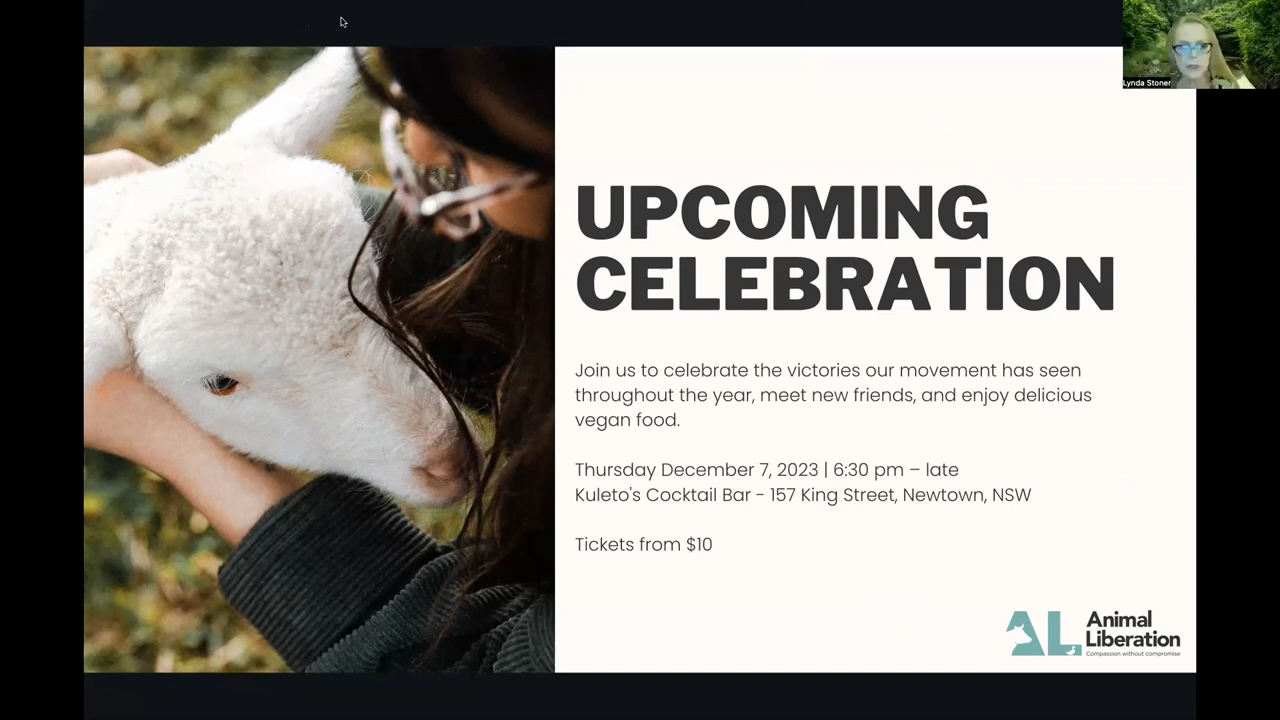 Lynda Stoner
UPCOMING
CELEBRATION
Join us to celebrate the victories our movement has seen
throughout the year, meet new friends, and enjoy delicious
vegan food.
Thursday December 7, 2023 | 6:30 pm – late
Kuleto's Cocktail Bar - 157 King Street, Newtown, NSW
Tickets from $10
AL
Animal
Liberation
Compassion without compromise